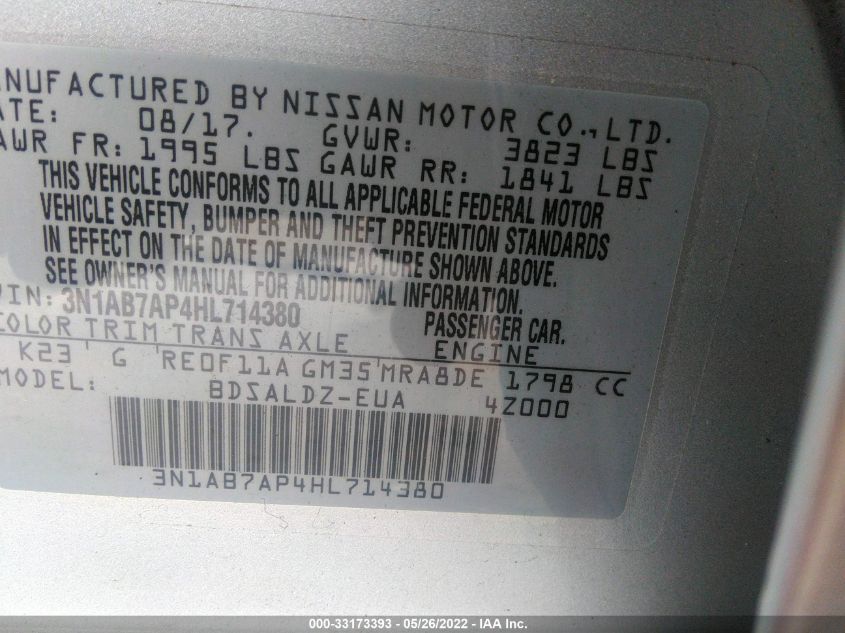 ANUFACTURED BY NISSAN MOTOR CO., LTD.
ATE: 08/17. GVWR: 3823 LBS
AWR FR: 1995 LBS GAWR RR: 1841 LBS
THIS VEHICLE CONFORMS TO ALL APPLICABLE FEDERAL MOTOR
VEHICLE SAFETY, BUMPER AND THEFT PREVENTION STANDARDS
IN EFFECT ON THE DATE OF MANUFACTURE SHOWN ABOVE.
SEE OWNER'S MANUAL FOR ADDITIONAL INFORMATION.
VIN: 3N1AB7AP4HL714380 PASSENGER CAR.
COLOR TRIM TRANS AXLE ENGINE
K23 G RE0F11A GM35 MRA8DE 1798 CC
MODEL: BDSALDZ-EUA 4Z000
3N1AB7AP4HL714380
000-33173393 - 05/26/2022 - IAA Inc.